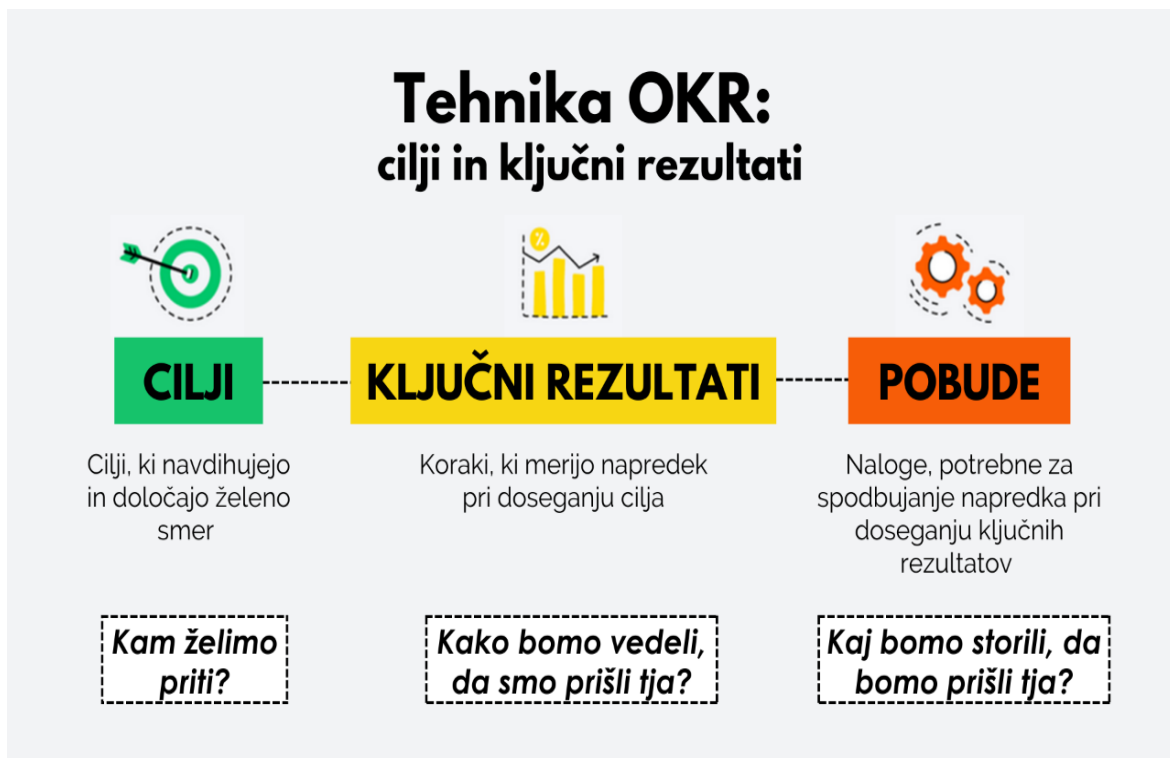 Tehnika OKR:
cilji in ključni rezultati
%
CILJI
KLJUČNI REZULTATI
POBUDE
Cilji, ki navdihujejo
in določajo želeno
smer
Koraki, ki merijo napredek
pri doseganju cilja
Naloge, potrebne za
spodbujanje napredka pri
doseganju ključnih
rezultatov
Kam želimo
priti?
Kako bomo vedeli,
da smo prišli tja?
Kaj bomo storili, da
bomo prišli tja?